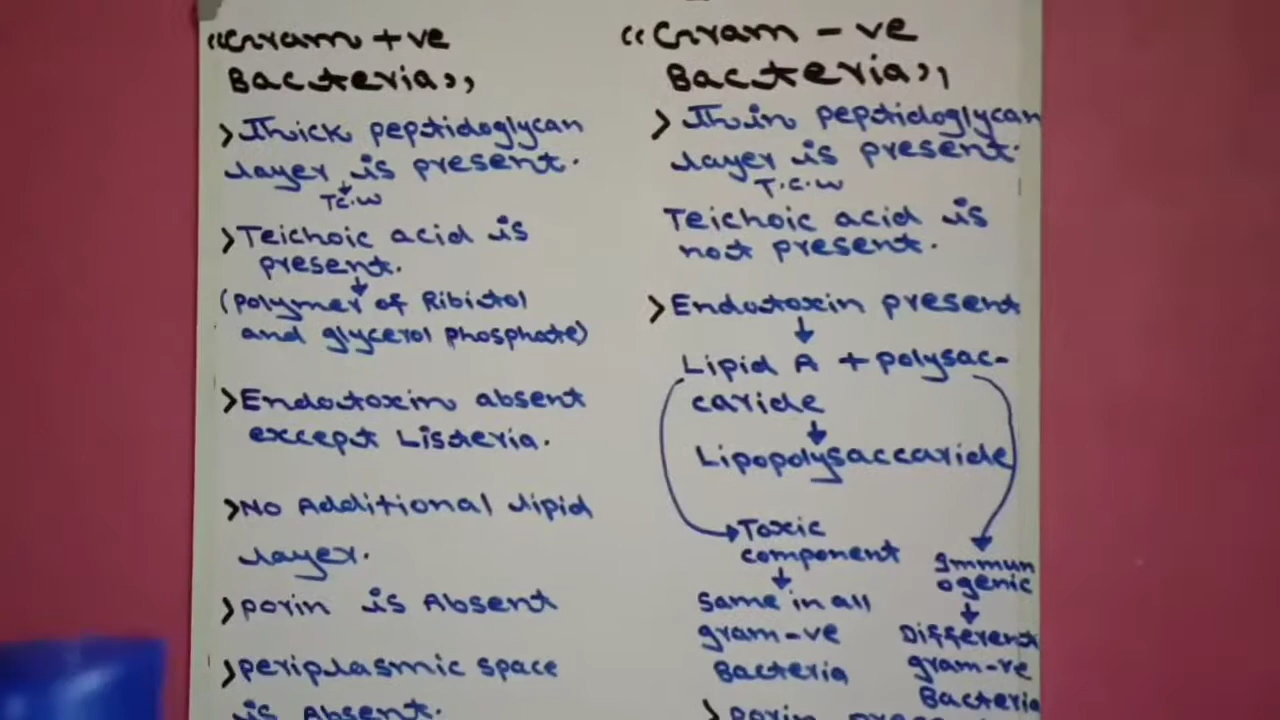 “Gram +ve
Bacteria”
> Thick peptidoglycan
layer is present.
T.C.W
> Teichoic acid is
present.
(polymer of Ribitol
and glycerol phosphate)
> Endotoxin absent
except Listeria.
> No Additional lipid
layer.
> porin is Absent
> periplasmic space
is Absent.
“Gram - ve
Bacteria”
> Thin peptidoglycan
layer is present.
T.C.W
Teichoic acid is
not present.
> Endotoxin present
Lipid A + polysac-
caride
Lipopolysaccaride
Toxic
component
Same in all
gram-ve
Bacteria
Immun
ogenic
Different
gram-ve
Bacteria
> porin